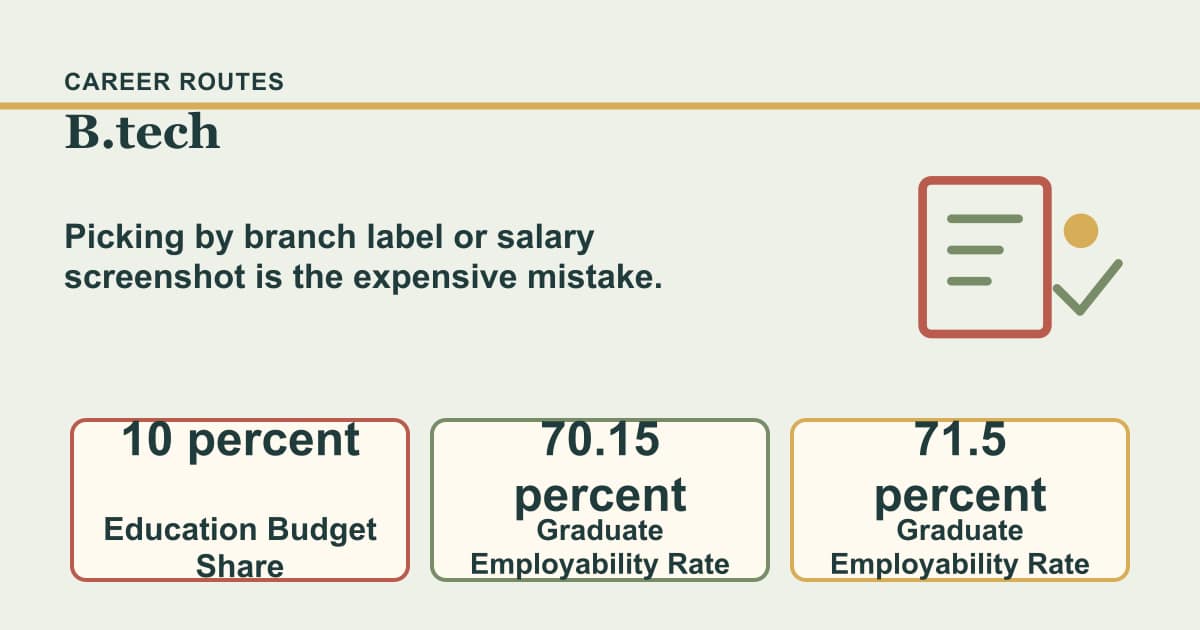 CAREER ROUTES
B.tech
Picking by branch label or salary
screenshot is the expensive mistake.
10 percent
Education Budget
Share
70.15
percent
Graduate
Employability Rate
71.5
percent
Graduate
Employability Rate